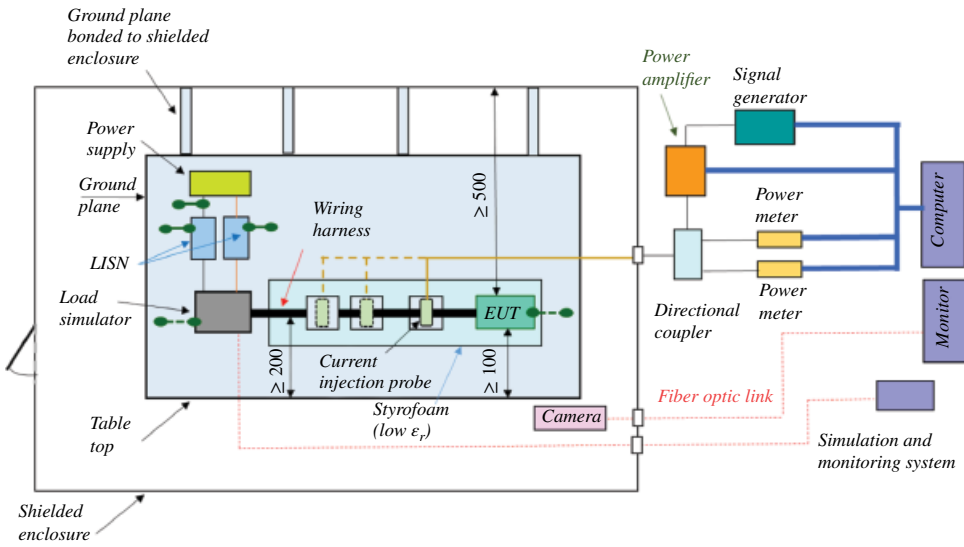 Ground plane
bonded to shielded
enclosure
Power
amplifier
Signal
generator
Power
supply
Ground
plane
Wiring
harness
≥ 500
Power
meter
Computer
LISN
Load
simulator
EUT
Power
meter
Directional
coupler
Monitor
≥ 200
Current
injection probe
≥ 100
Styrofoam
(low εr)
Camera
Fiber optic link
Table
top
Simulation and
monitoring system
Shielded
enclosure